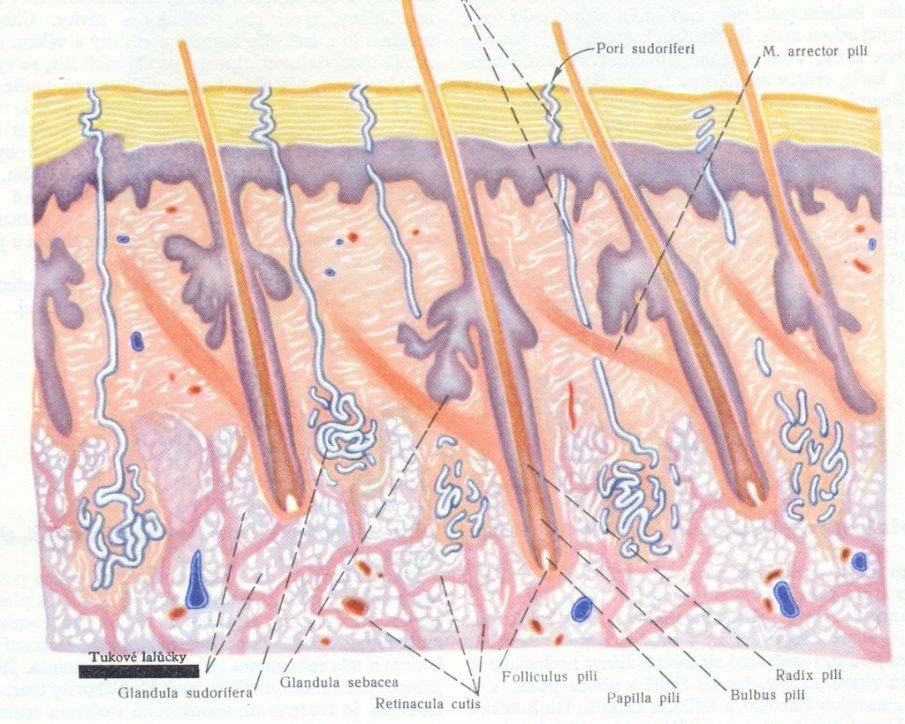 Pori sudoriferi
M. arrector pili
Tukové lalůčky
Glandula sudorifera
Glandula sebacea
Retinacula cutis
Folliculus pili
Papilla pili
Bulbus pili
Radix pili